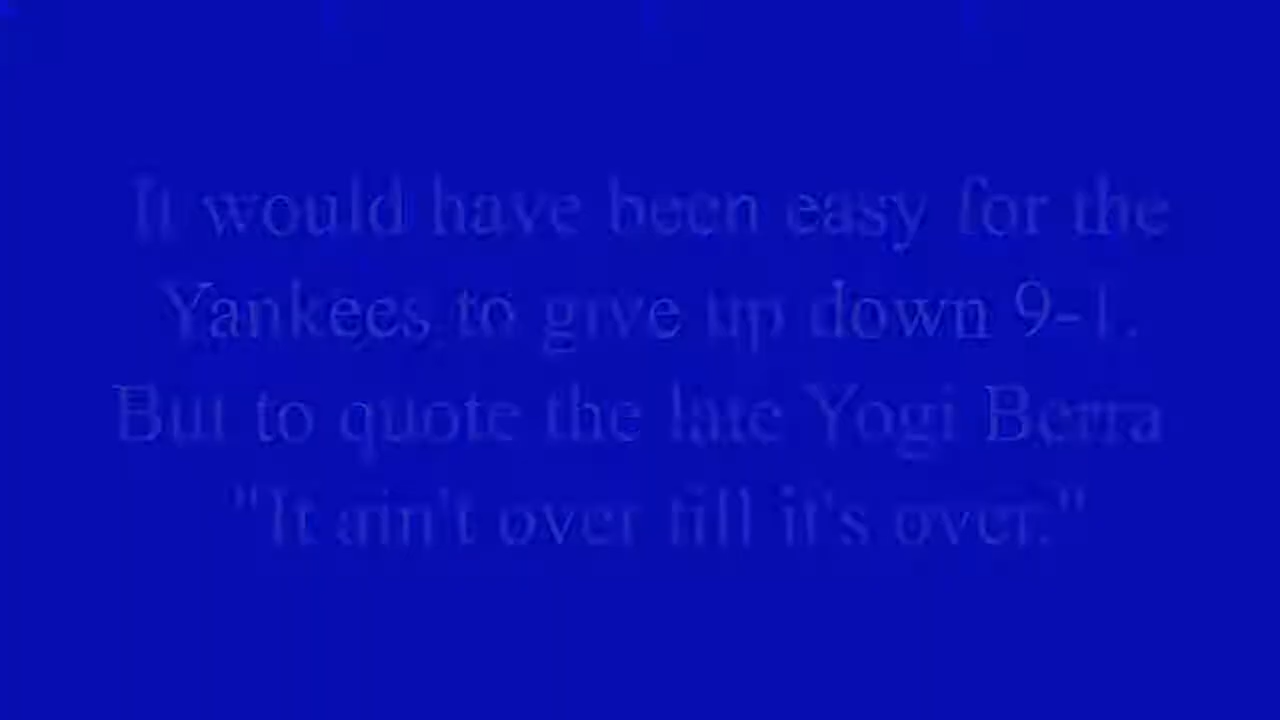 It would have been easy for the
Yankees to give up down 9-1.
But to quote the late Yogi Berra
"It ain't over till it's over."